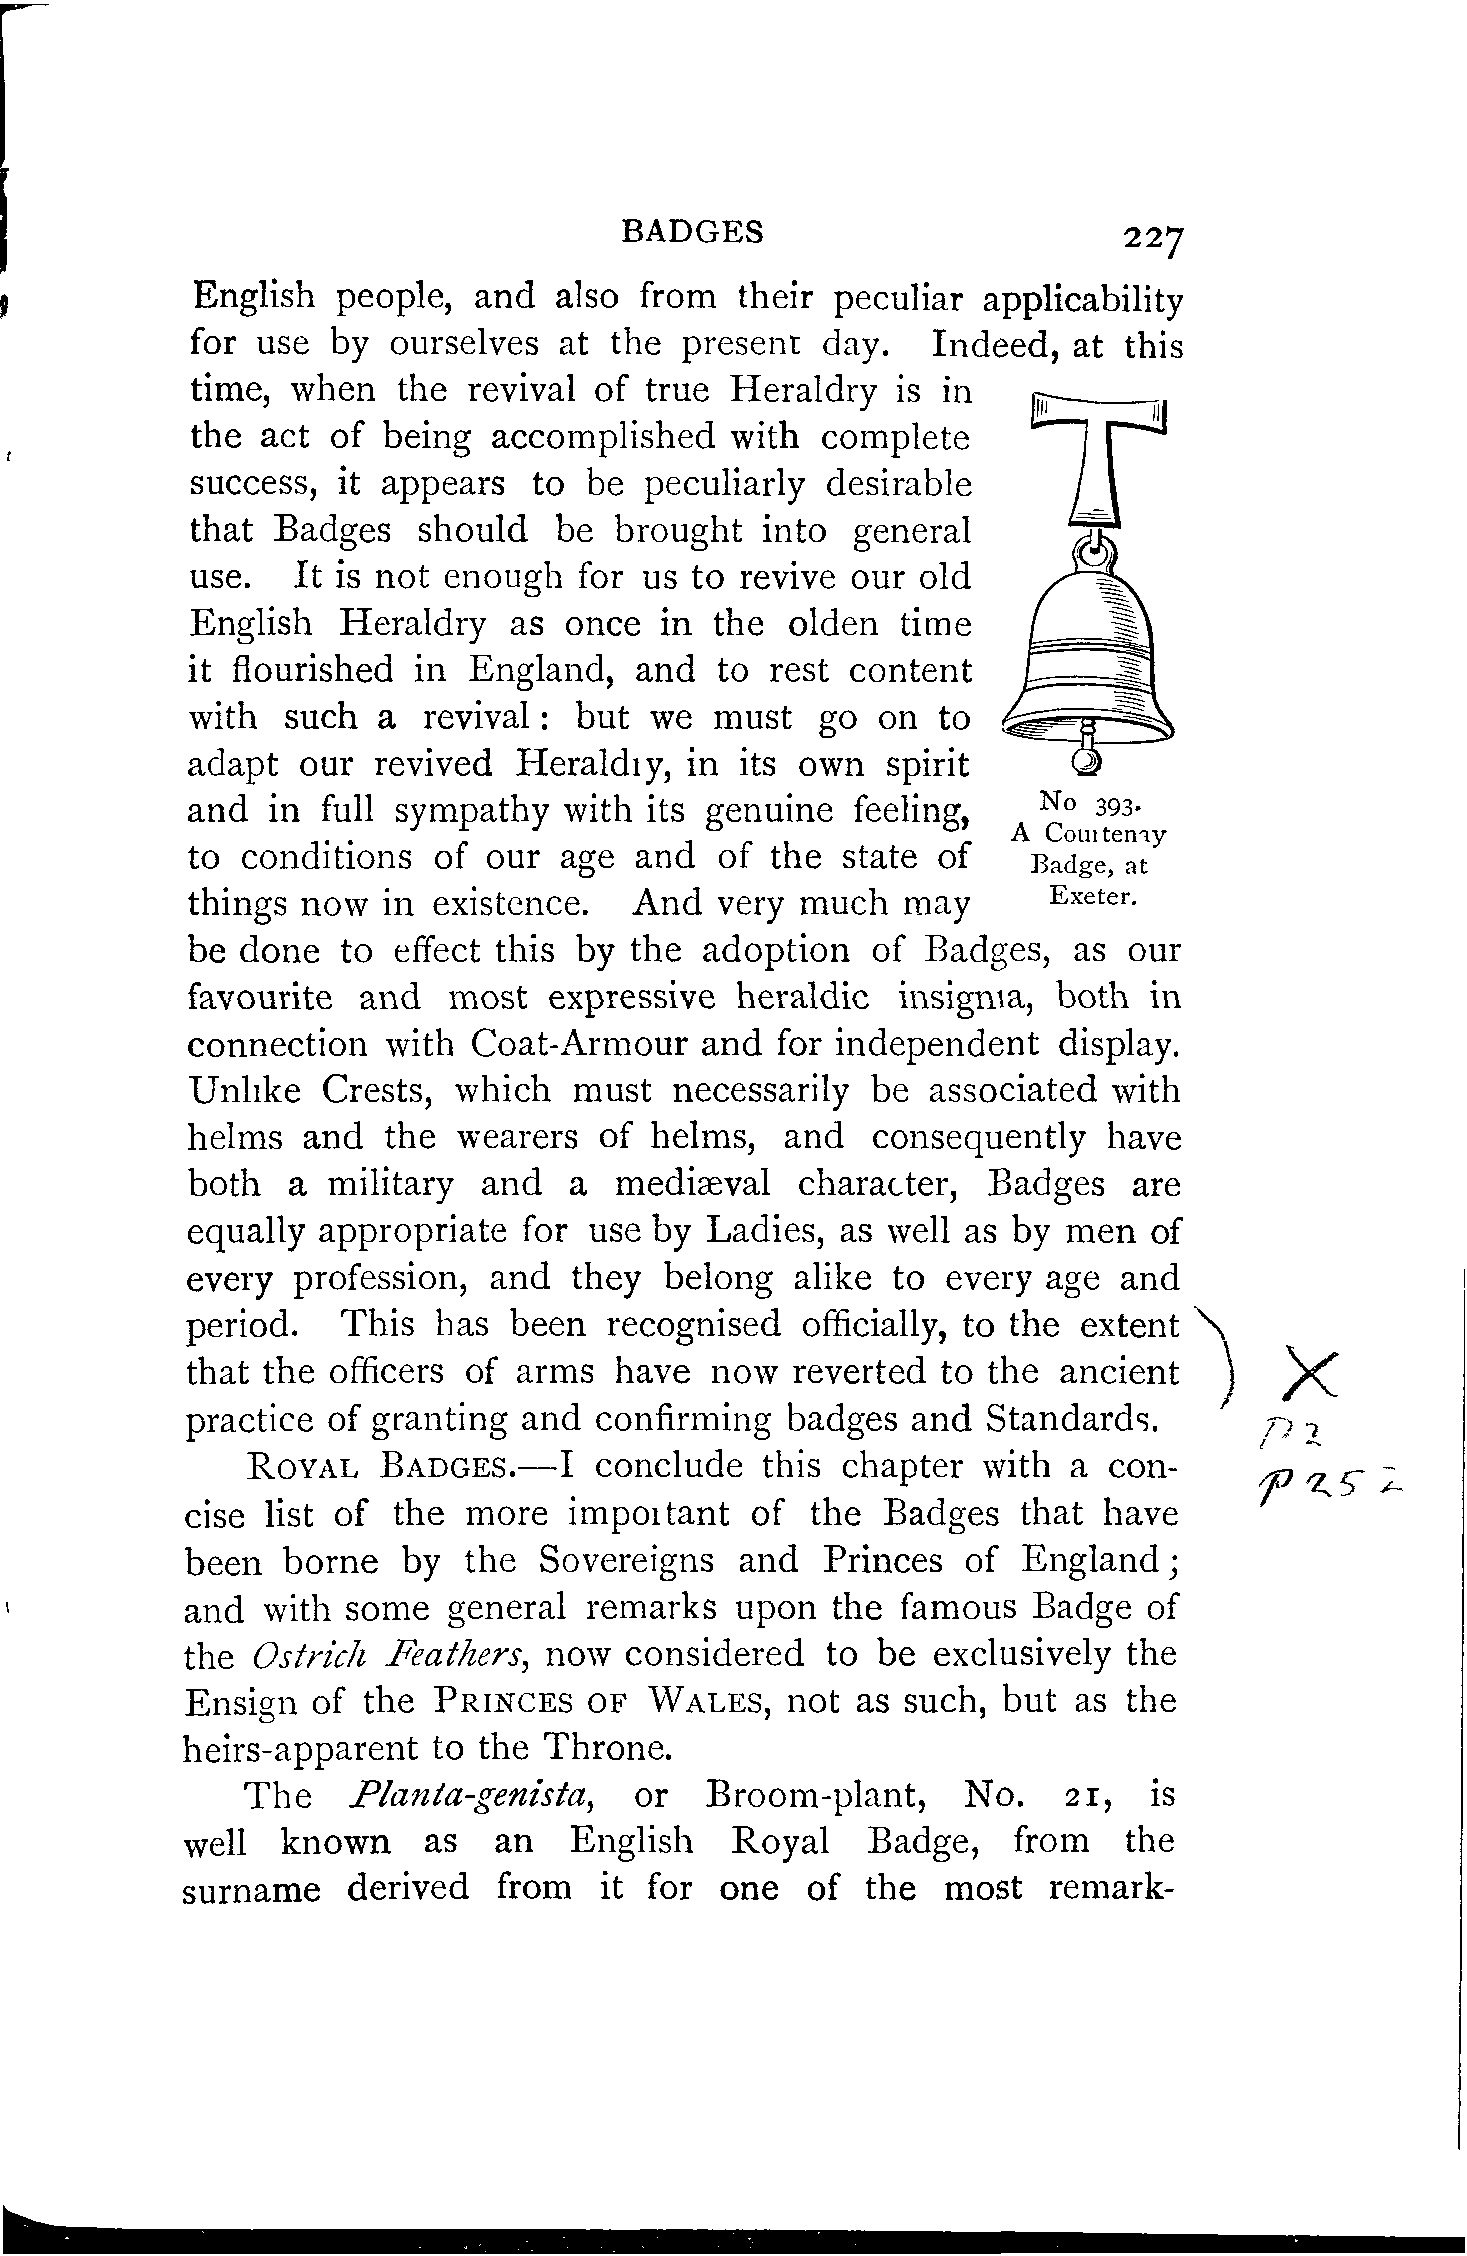 BADGES 227
English people, and also from their peculiar applicability
for use by ourselves at the present day. Indeed, at this
time, when the revival of true Heraldry is in
the act of being accomplished with complete
success, it appears to be peculiarly desirable
that Badges should be brought into general
use. It is not enough for us to revive our old
English Heraldry as once in the olden time
it flourished in England, and to rest content
with such a revival: but we must go on to
adapt our revived Heraldry, in its own spirit
and in full sympathy with its genuine feeling,
to conditions of our age and of the state of
things now in existence. And very much may
No 393.
A Courtenay
Badge, at
Exeter.
be done to effect this by the adoption of Badges, as our
favourite and most expressive heraldic insignia, both in
connection with Coat-Armour and for independent display.
Unlike Crests, which must necessarily be associated with
helms and the wearers of helms, and consequently have
both a military and a mediæval character, Badges are
equally appropriate for use by Ladies, as well as by men of
every profession, and they belong alike to every age and
period. This has been recognised officially, to the extent
that the officers of arms have now reverted to the ancient
practice of granting and confirming badges and Standards.
X
p 2
p 252
ROYAL BADGES.—I conclude this chapter with a con-
cise list of the more important of the Badges that have
been borne by the Sovereigns and Princes of England;
and with some general remarks upon the famous Badge of
the Ostrich Feathers, now considered to be exclusively the
Ensign of the PRINCES OF WALES, not as such, but as the
heirs-apparent to the Throne.
The Planta-genista, or Broom-plant, No. 21, is
well known as an English Royal Badge, from the
surname derived from it for one of the most remark-